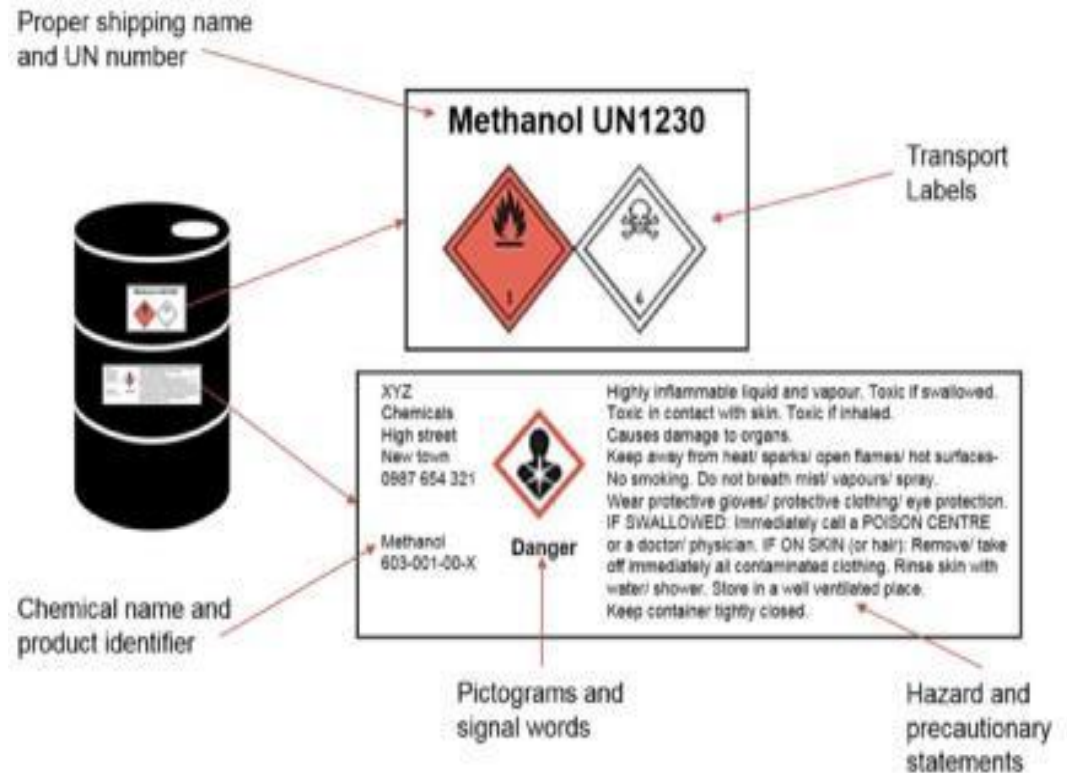 Proper shipping name
and UN number
Methanol UN1230
Transport
Labels
3
6
XYZ
Chemicals
High street
New town
0987 654 321
Methanol
603-001-00-X
Danger
Highly inflammable liquid and vapour. Toxic if swallowed.
Toxic in contact with skin. Toxic if inhaled.
Causes damage to organs.
Keep away from heat/ sparks/ open flames/ hot surfaces-
No smoking. Do not breath mist/ vapours/ spray.
Wear protective gloves/ protective clothing/ eye protection.
IF SWALLOWED: Immediately call a POISON CENTRE
or a doctor/ physician. IF ON SKIN (or hair): Remove/ take
off immediately all contaminated clothing. Rinse skin with
water/ shower. Store in a well ventilated place.
Keep container tightly closed.
Chemical name and
product identifier
Pictograms and
signal words
Hazard and
precautionary
statements